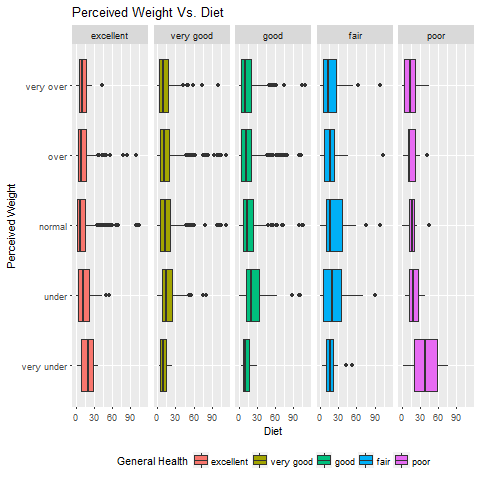 Perceived Weight Vs. Diet
excellent very good good fair poor
very over
over
normal
under
very under
Perceived Weight
0 30 60 90 0 30 60 90 0 30 60 90 0 30 60 90 0 30 60 90
Diet
General Health excellent very good good fair poor